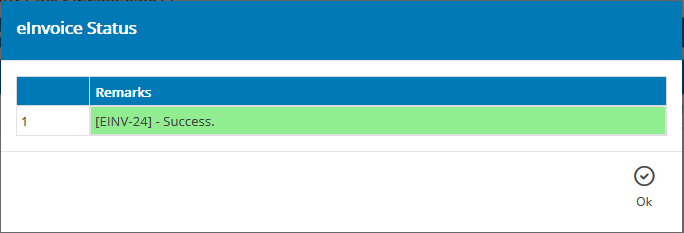 eInvoice Status
Remarks
1 [EINV-24] - Success.
Ok